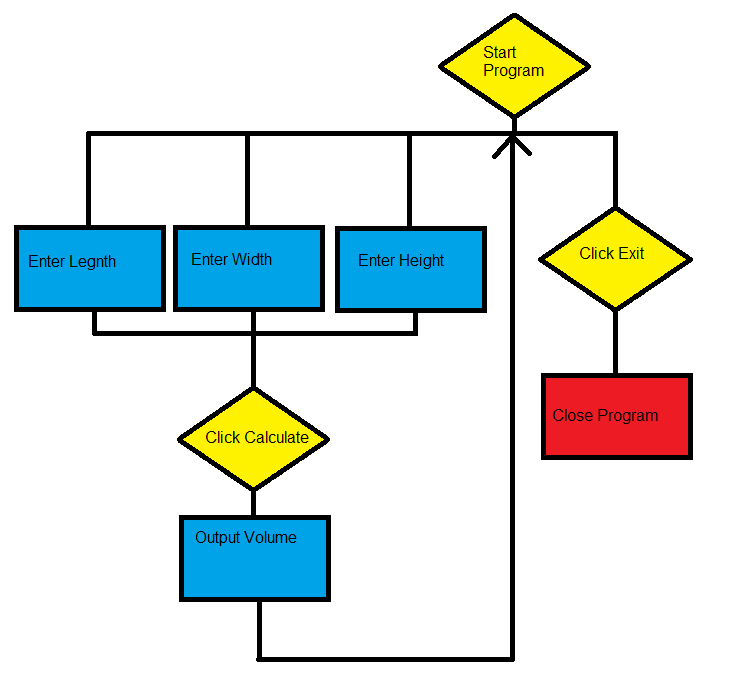 Start
Program
Enter Legnth
Enter Width
Enter Height
Click Exit
Close Program
Click Calculate
Output Volume